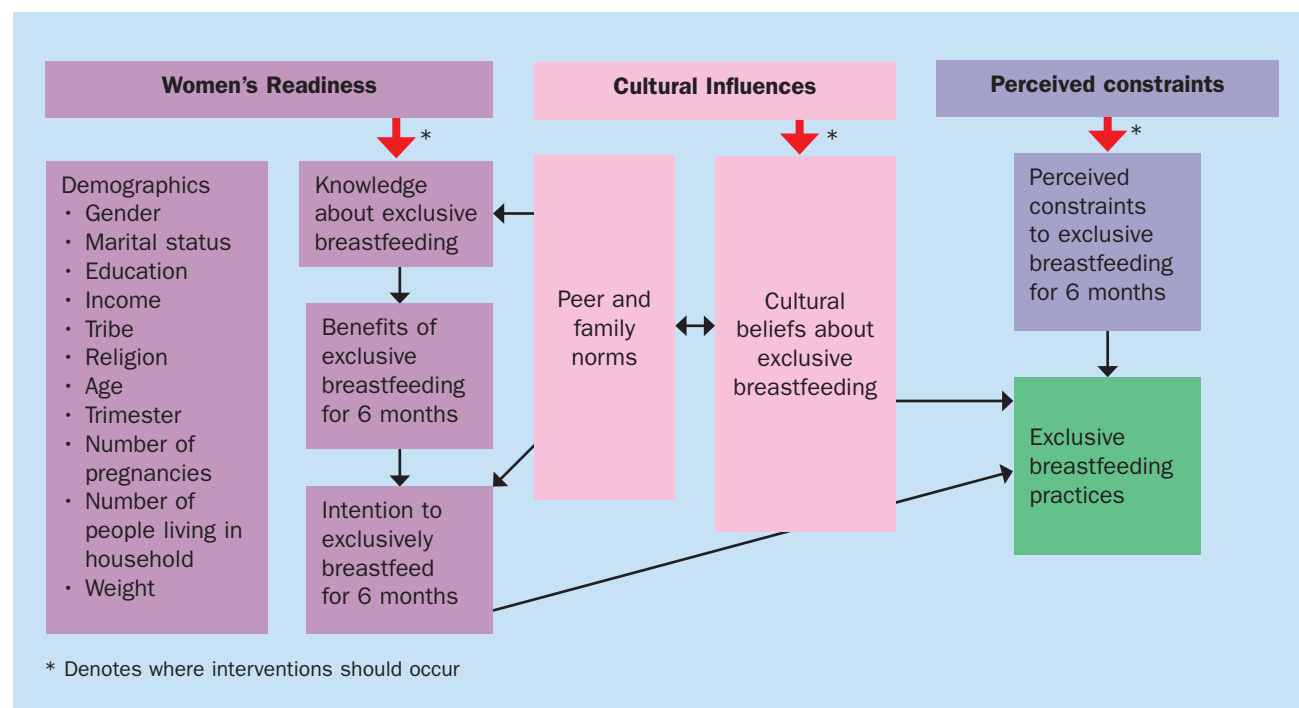 Women's Readiness
Cultural Influences
Perceived constraints
*
*
*
Demographics
· Gender
· Marital status
· Education
· Income
· Tribe
· Religion
· Age
· Trimester
· Number of
pregnancies
· Number of
people living in
household
· Weight
Knowledge
about exclusive
breastfeeding
Benefits of
exclusive
breastfeeding
for 6 months
Intention to
exclusively
breastfeed
for 6 months
Peer and
family
norms
Cultural
beliefs about
exclusive
breastfeeding
Perceived
constraints
to exclusive
breastfeeding
for 6 months
Exclusive
breastfeeding
practices
* Denotes where interventions should occur